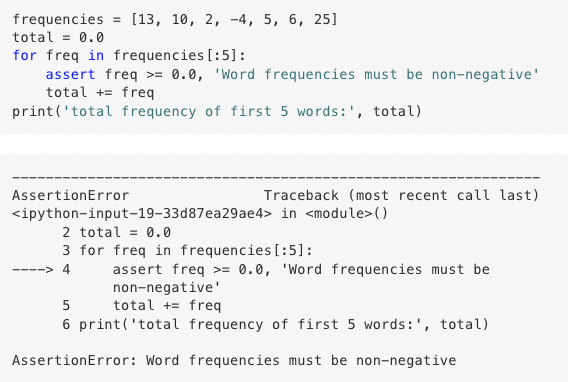 frequencies = [13, 10, 2, -4, 5, 6, 25]
total = 0.0
for freq in frequencies[:5]:
    assert freq >= 0.0, 'Word frequencies must be non-negative'
    total += freq
print('total frequency of first 5 words:', total)
------------------------------------------------------------------
AssertionError                 Traceback (most recent call last)
<ipython-input-19-33d87ea29ae4> in <module>()
      2 total = 0.0
      3 for freq in frequencies[:5]:
----> 4     assert freq >= 0.0, 'Word frequencies must be
            non-negative'
      5     total += freq
      6 print('total frequency of first 5 words:', total)
AssertionError: Word frequencies must be non-negative